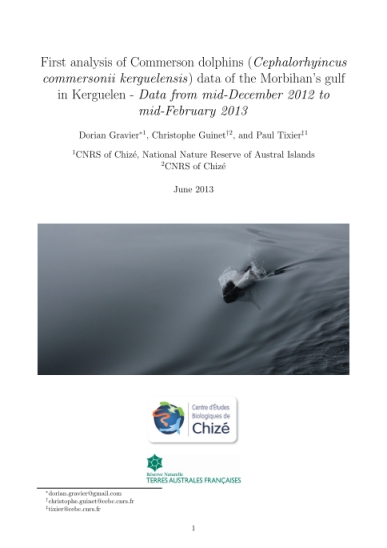 First analysis of Commerson dolphins (Cephalorhyincus
commersonii kerguelensis) data of the Morbihan's gulf
in Kerguelen - Data from mid-December 2012 to
mid-February 2013
Dorian Gravier*1, Christophe Guinet†2, and Paul Tixier‡1
1CNRS of Chizé, National Nature Reserve of Austral Islands
2CNRS of Chizé
June 2013
Centre d'Études
Biologiques de
Chizé
Réserve Naturelle
TERRES AUSTRALES FRANÇAISES
*dorian.gravier@gmail.com
†christophe.guinet@cebc.cnrs.fr
‡tixier@cebc.cnrs.fr
1